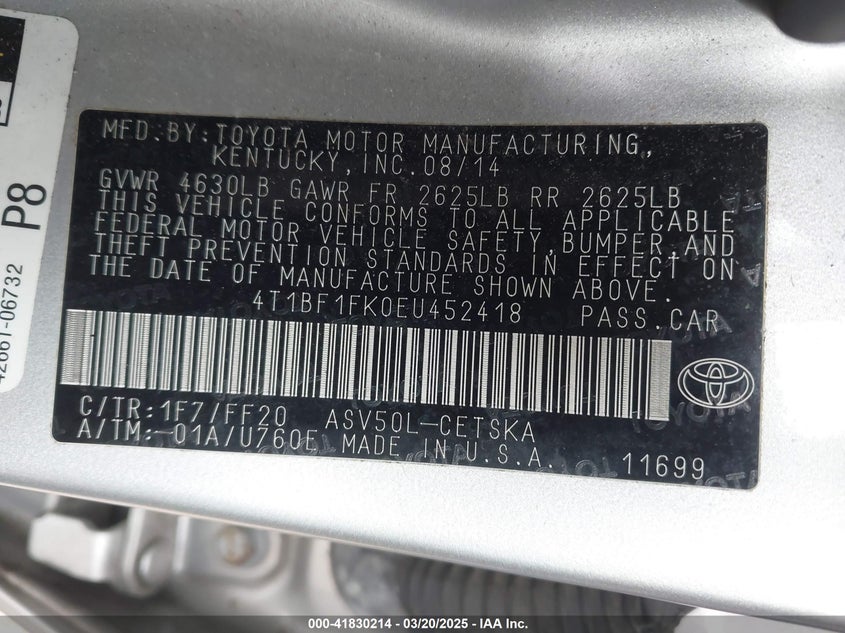 MFD. BY: TOYOTA MOTOR MANUFACTURING,
KENTUCKY, INC. 08/14
GVWR 4630LB GAWR FR 2625LB RR 2625LB
THIS VEHICLE CONFORMS TO ALL APPLICABLE
FEDERAL MOTOR VEHICLE SAFETY, BUMPER, AND
THEFT PREVENTION STANDARDS IN EFFECT ON
THE DATE OF MANUFACTURE SHOWN ABOVE.
4T1BF1FK0EU452418 PASS. CAR
C/TR: 1F7/FF20 ASV50L-CETSKA
A/TM: -01A/U760E MADE IN U.S.A.
11699
P8
42661-06732
000-41830214 - 03/20/2025 - IAA Inc.